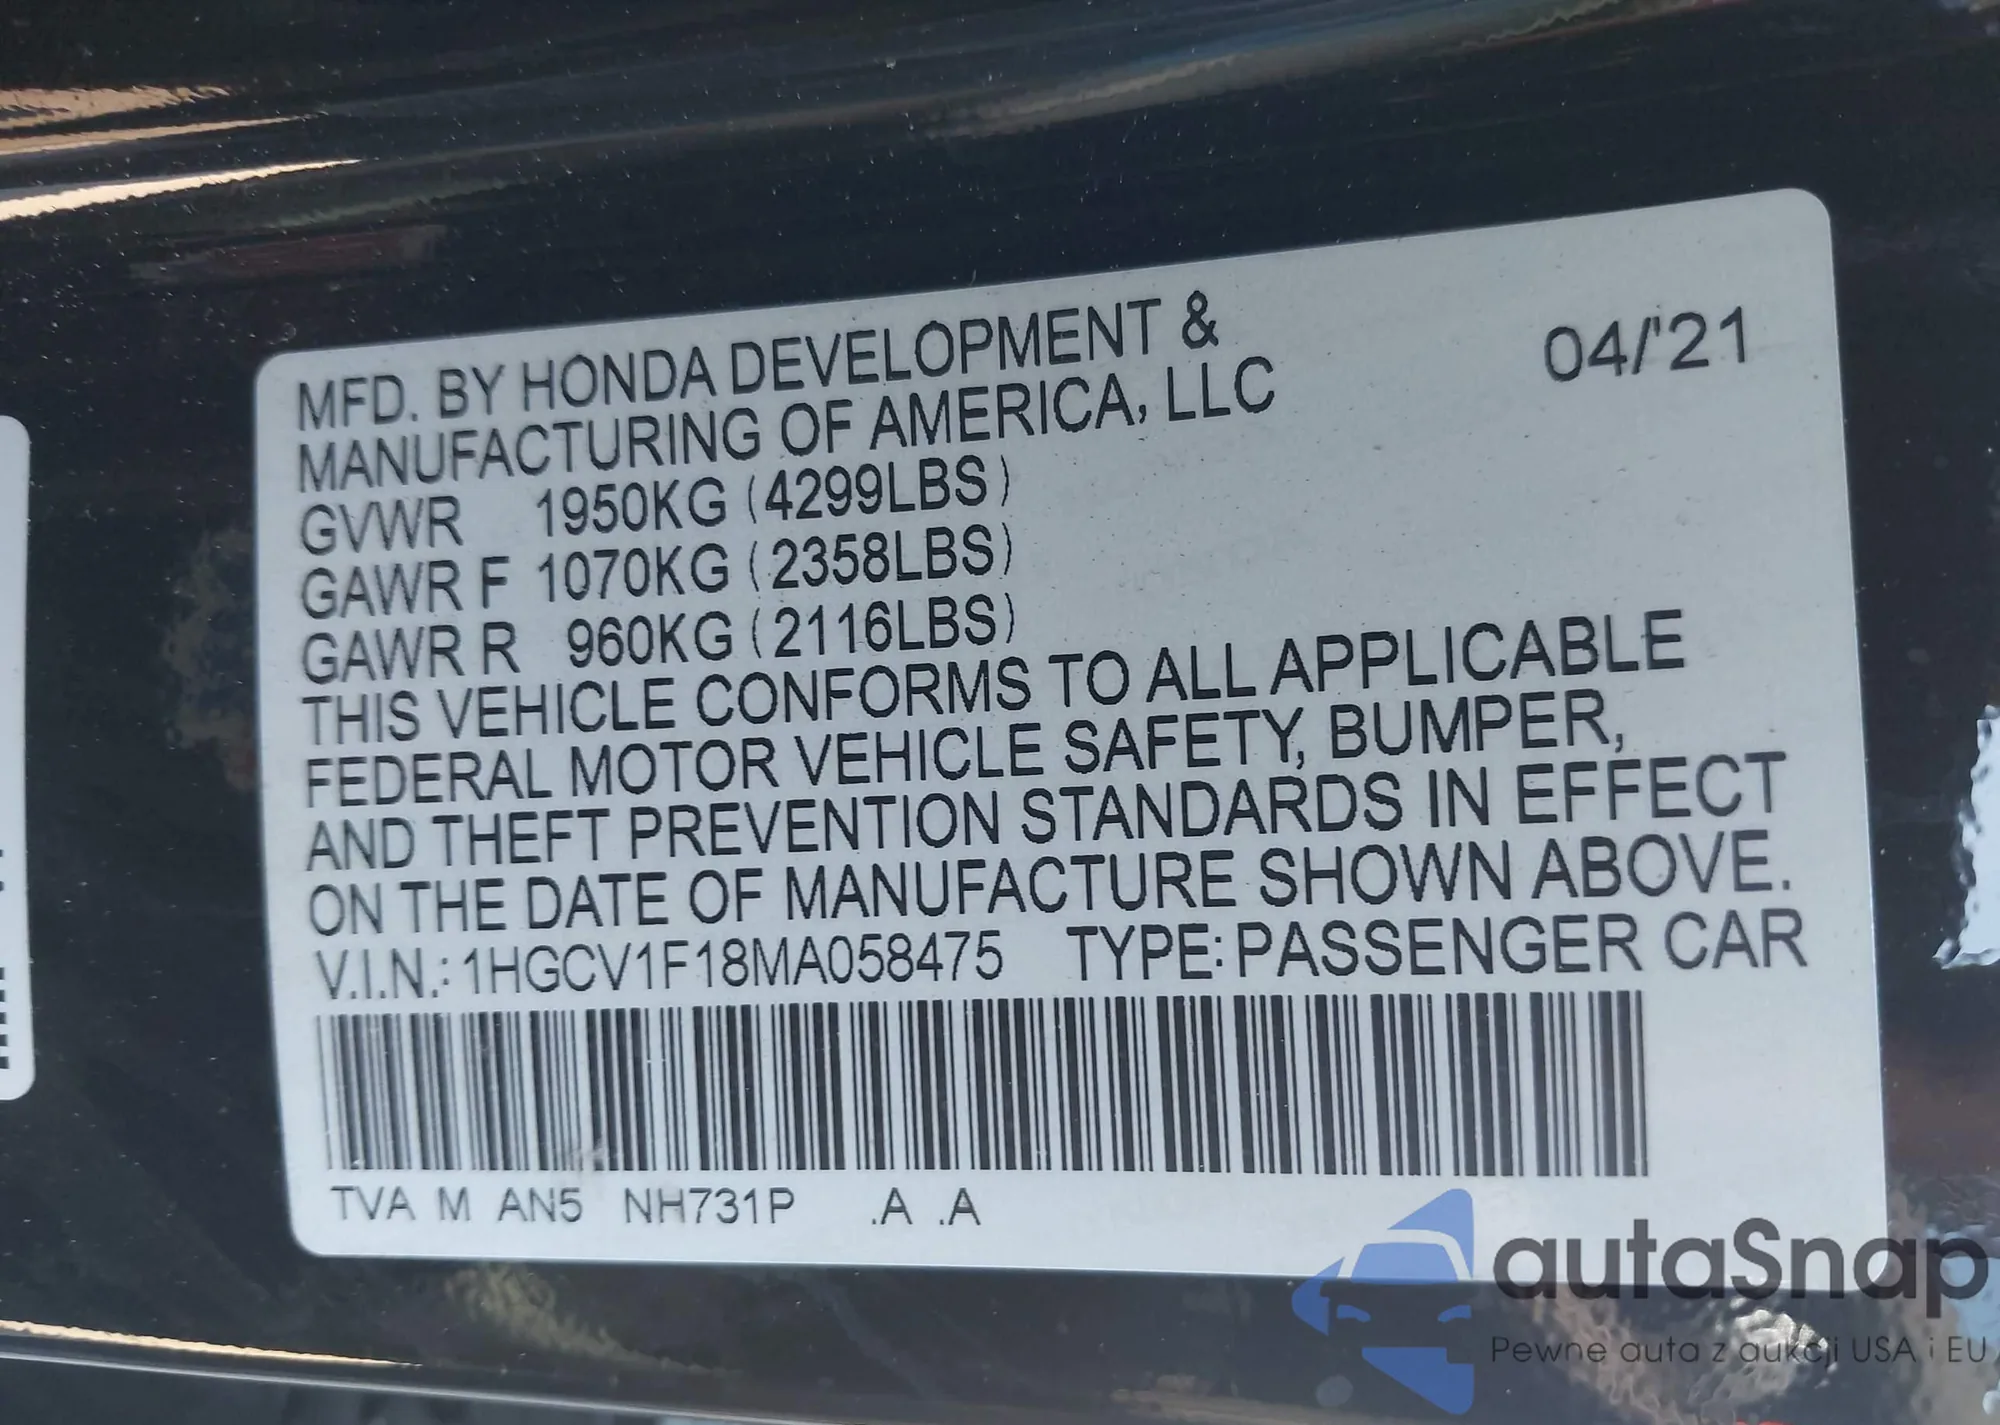 MFD. BY HONDA DEVELOPMENT &
MANUFACTURING OF AMERICA, LLC
04/'21
GVWR 1950KG (4299LBS)
GAWR F 1070KG (2358LBS)
GAWR R 960KG (2116LBS)
THIS VEHICLE CONFORMS TO ALL APPLICABLE
FEDERAL MOTOR VEHICLE SAFETY, BUMPER,
AND THEFT PREVENTION STANDARDS IN EFFECT
ON THE DATE OF MANUFACTURE SHOWN ABOVE.
V.I.N.: 1HGCV1F18MA058475 TYPE: PASSENGER CAR
TVA M AN5 NH731P .A .A
autaSnap
Pewne auta z aukcji USA i EU